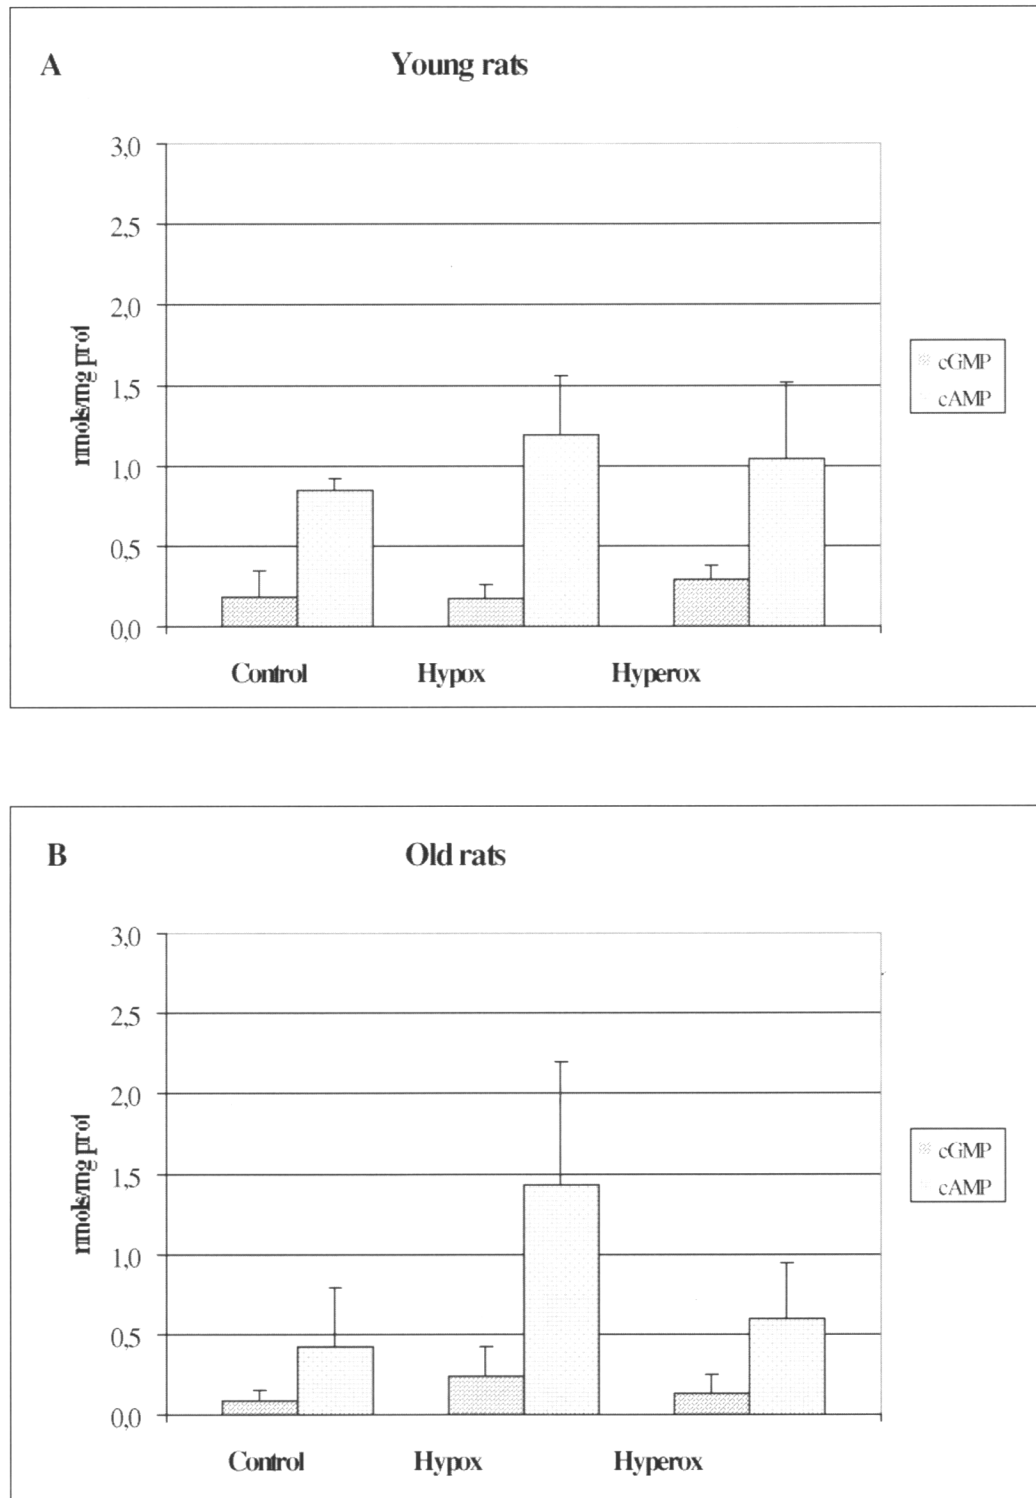 A
Young rats
3,0
2,5
2,0
1,5
1,0
0,5
0,0
nmols/mg prot
Control Hypox Hyperox
cGMP
cAMP
B
Old rats
3,0
2,5
2,0
1,5
1,0
0,5
0,0
nmols/mg prot
Control Hypox Hyperox
cGMP
cAMP